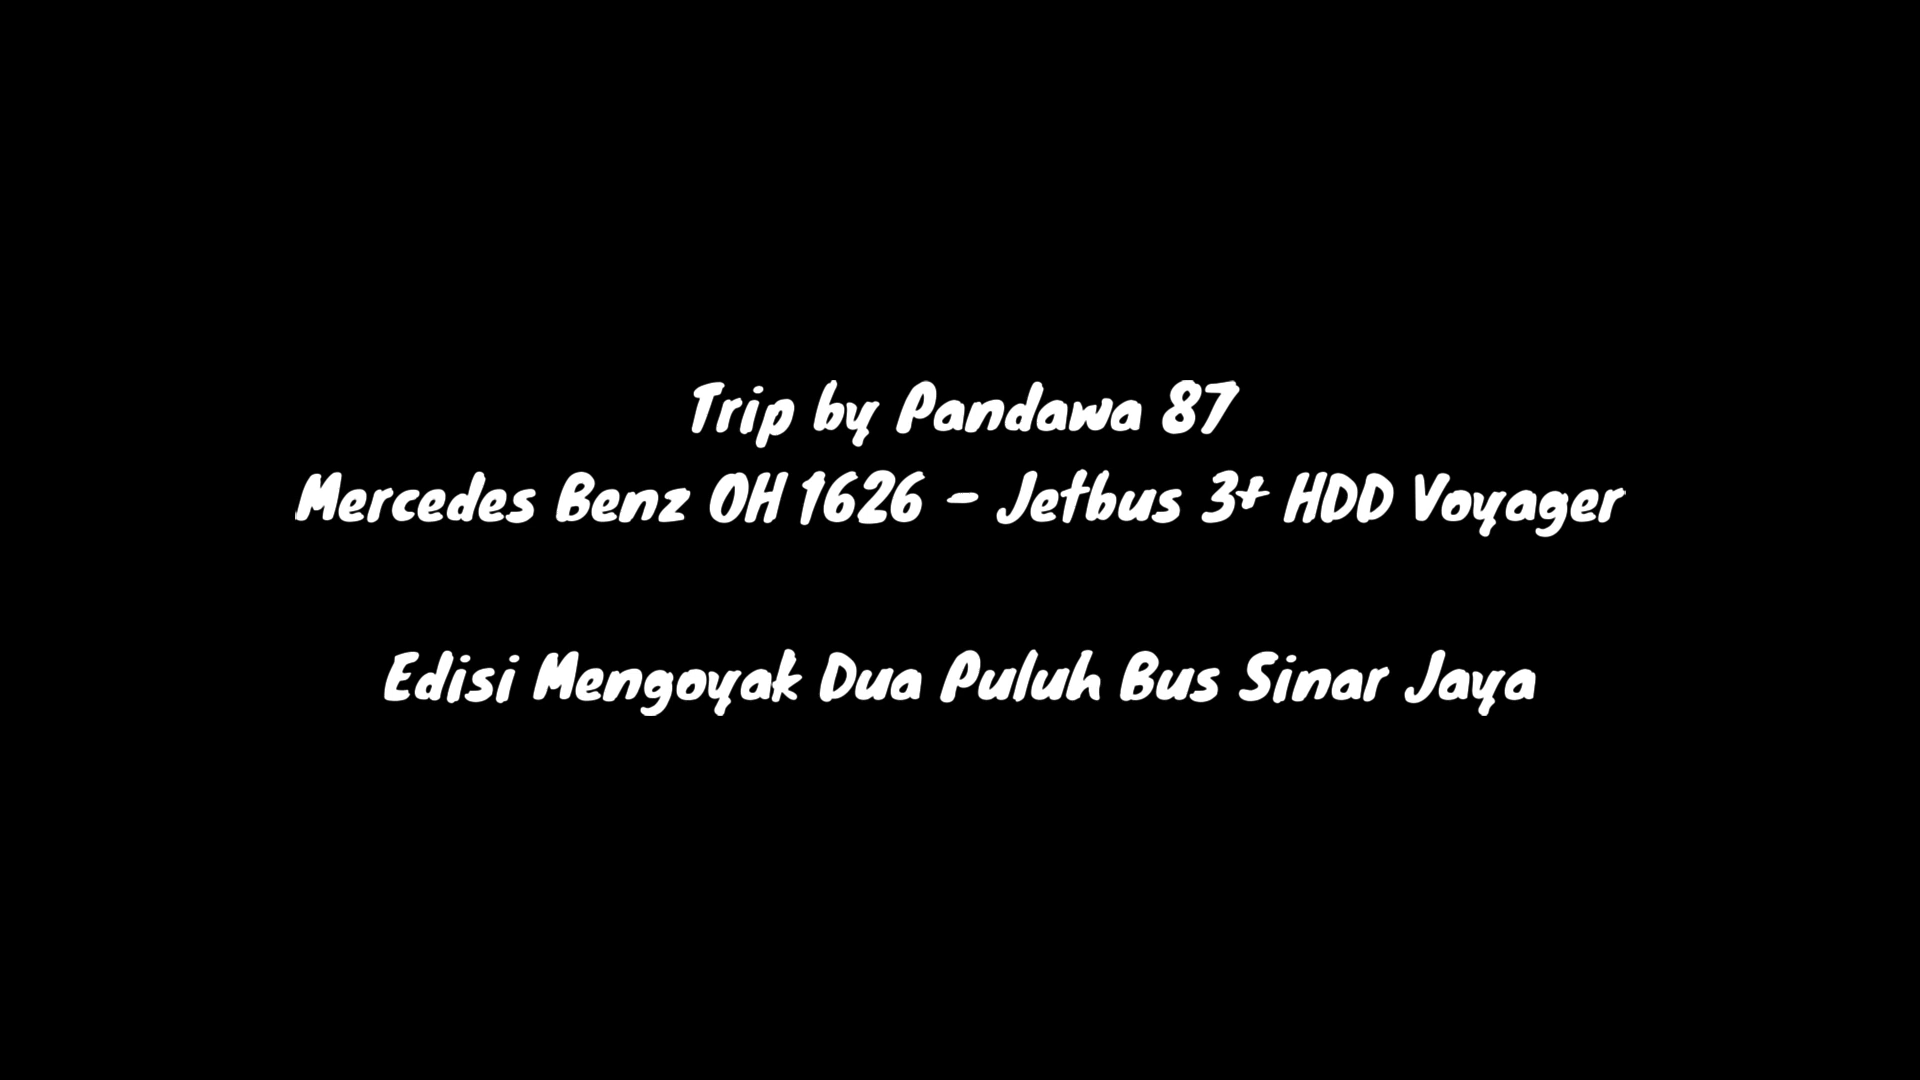 Trip by Pandawa 87
Mercedes Benz OH 1626 - Jetbus 3+ HDD Voyager
Edisi Mengoyak Dua Puluh Bus Sinar Jaya